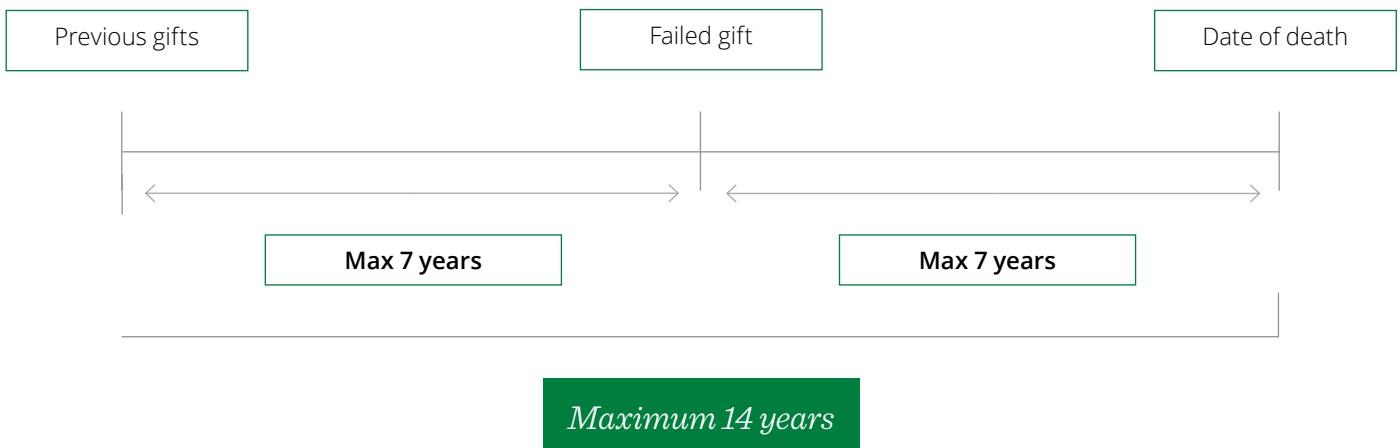 Previous gifts
Failed gift
Date of death
Max 7 years
Max 7 years
Maximum 14 years